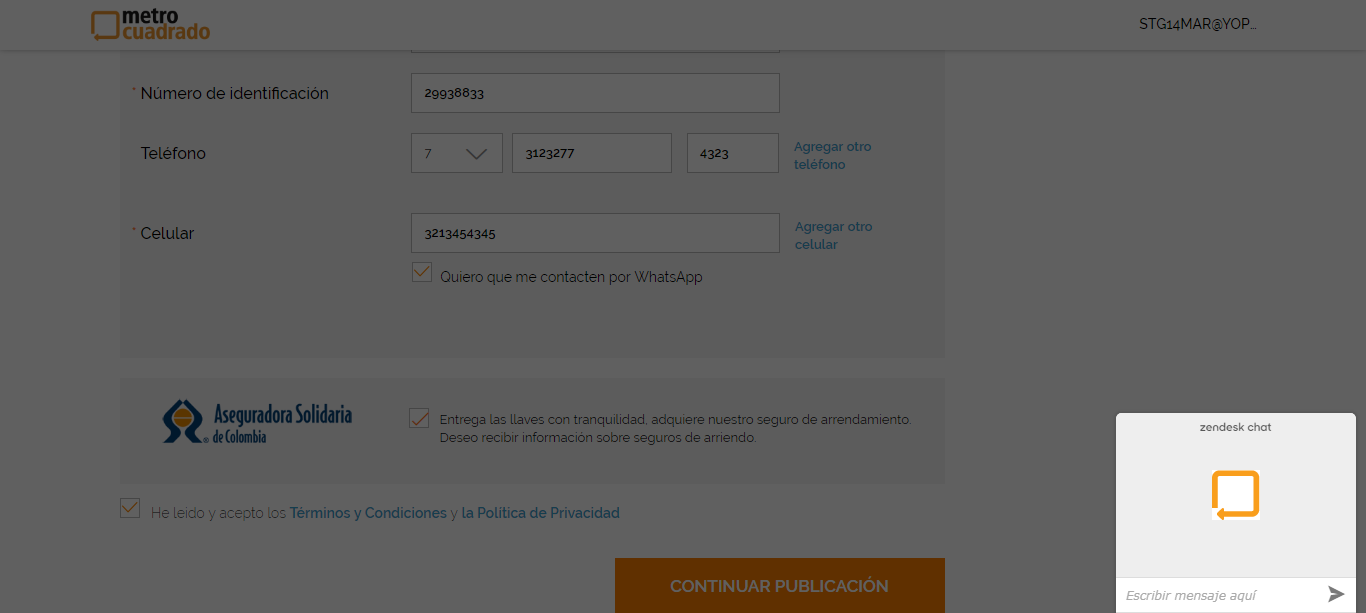 metro
cuadrado
STG14MAR@YOP...
* Número de identificación
29938833
Teléfono
7
3123277
4323
Agregar otro
teléfono
* Celular
3213454345
Agregar otro
celular
Quiero que me contacten por WhatsApp
Aseguradora Solidaria
de Colombia
Entrega las llaves con tranquilidad, adquiere nuestro seguro de arrendamiento.
Deseo recibir información sobre seguros de arriendo.
He leido y acepto los Términos y Condiciones y la Política de Privacidad
CONTINUAR PUBLICACIÓN
zendesk chat
Escribir mensaje aquí